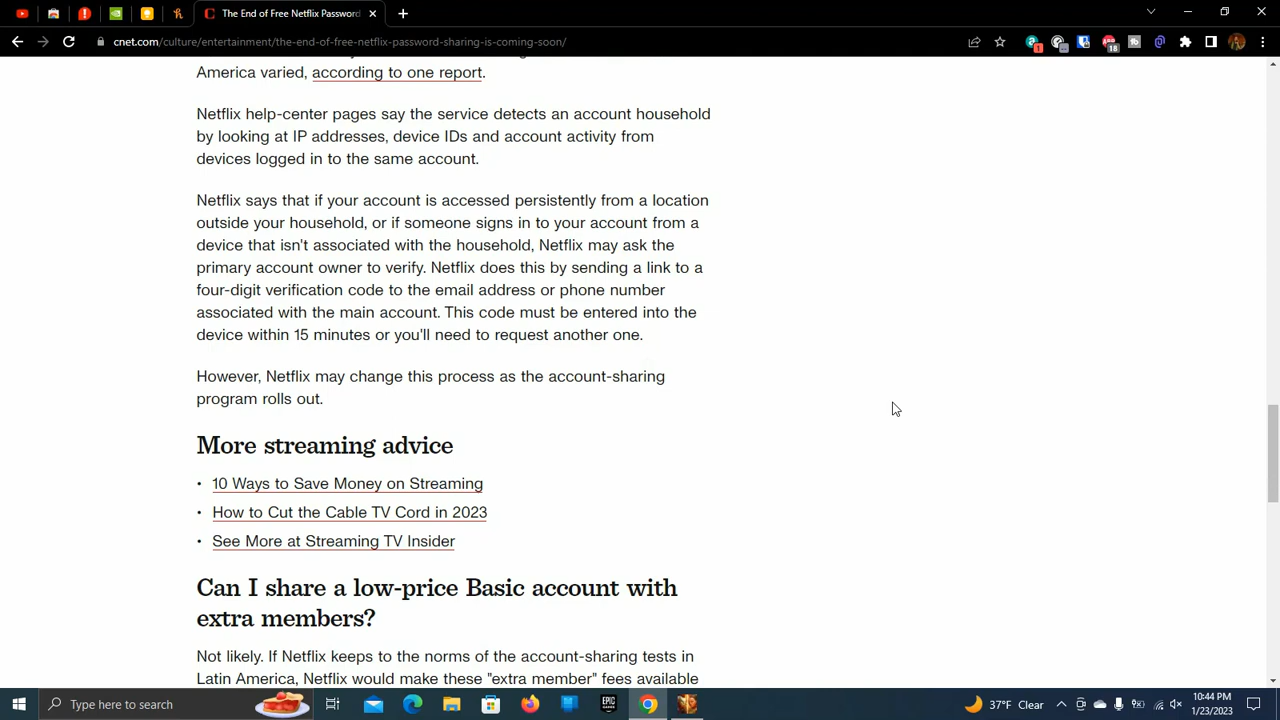 The End of Free Netflix Password
cnet.com/culture/entertainment/the-end-of-free-netflix-password-sharing-is-coming-soon/
1
18
America varied, according to one report.
Netflix help-center pages say the service detects an account household
by looking at IP addresses, device IDs and account activity from
devices logged in to the same account.
Netflix says that if your account is accessed persistently from a location
outside your household, or if someone signs in to your account from a
device that isn't associated with the household, Netflix may ask the
primary account owner to verify. Netflix does this by sending a link to a
four-digit verification code to the email address or phone number
associated with the main account. This code must be entered into the
device within 15 minutes or you'll need to request another one.
However, Netflix may change this process as the account-sharing
program rolls out.
More streaming advice
• 10 Ways to Save Money on Streaming
• How to Cut the Cable TV Cord in 2023
• See More at Streaming TV Insider
Can I share a low-price Basic account with
extra members?
Not likely. If Netflix keeps to the norms of the account-sharing tests in
Latin America, Netflix would make these "extra member" fees available
Type here to search
EPIC
37°F Clear
10:44 PM
1/23/2023